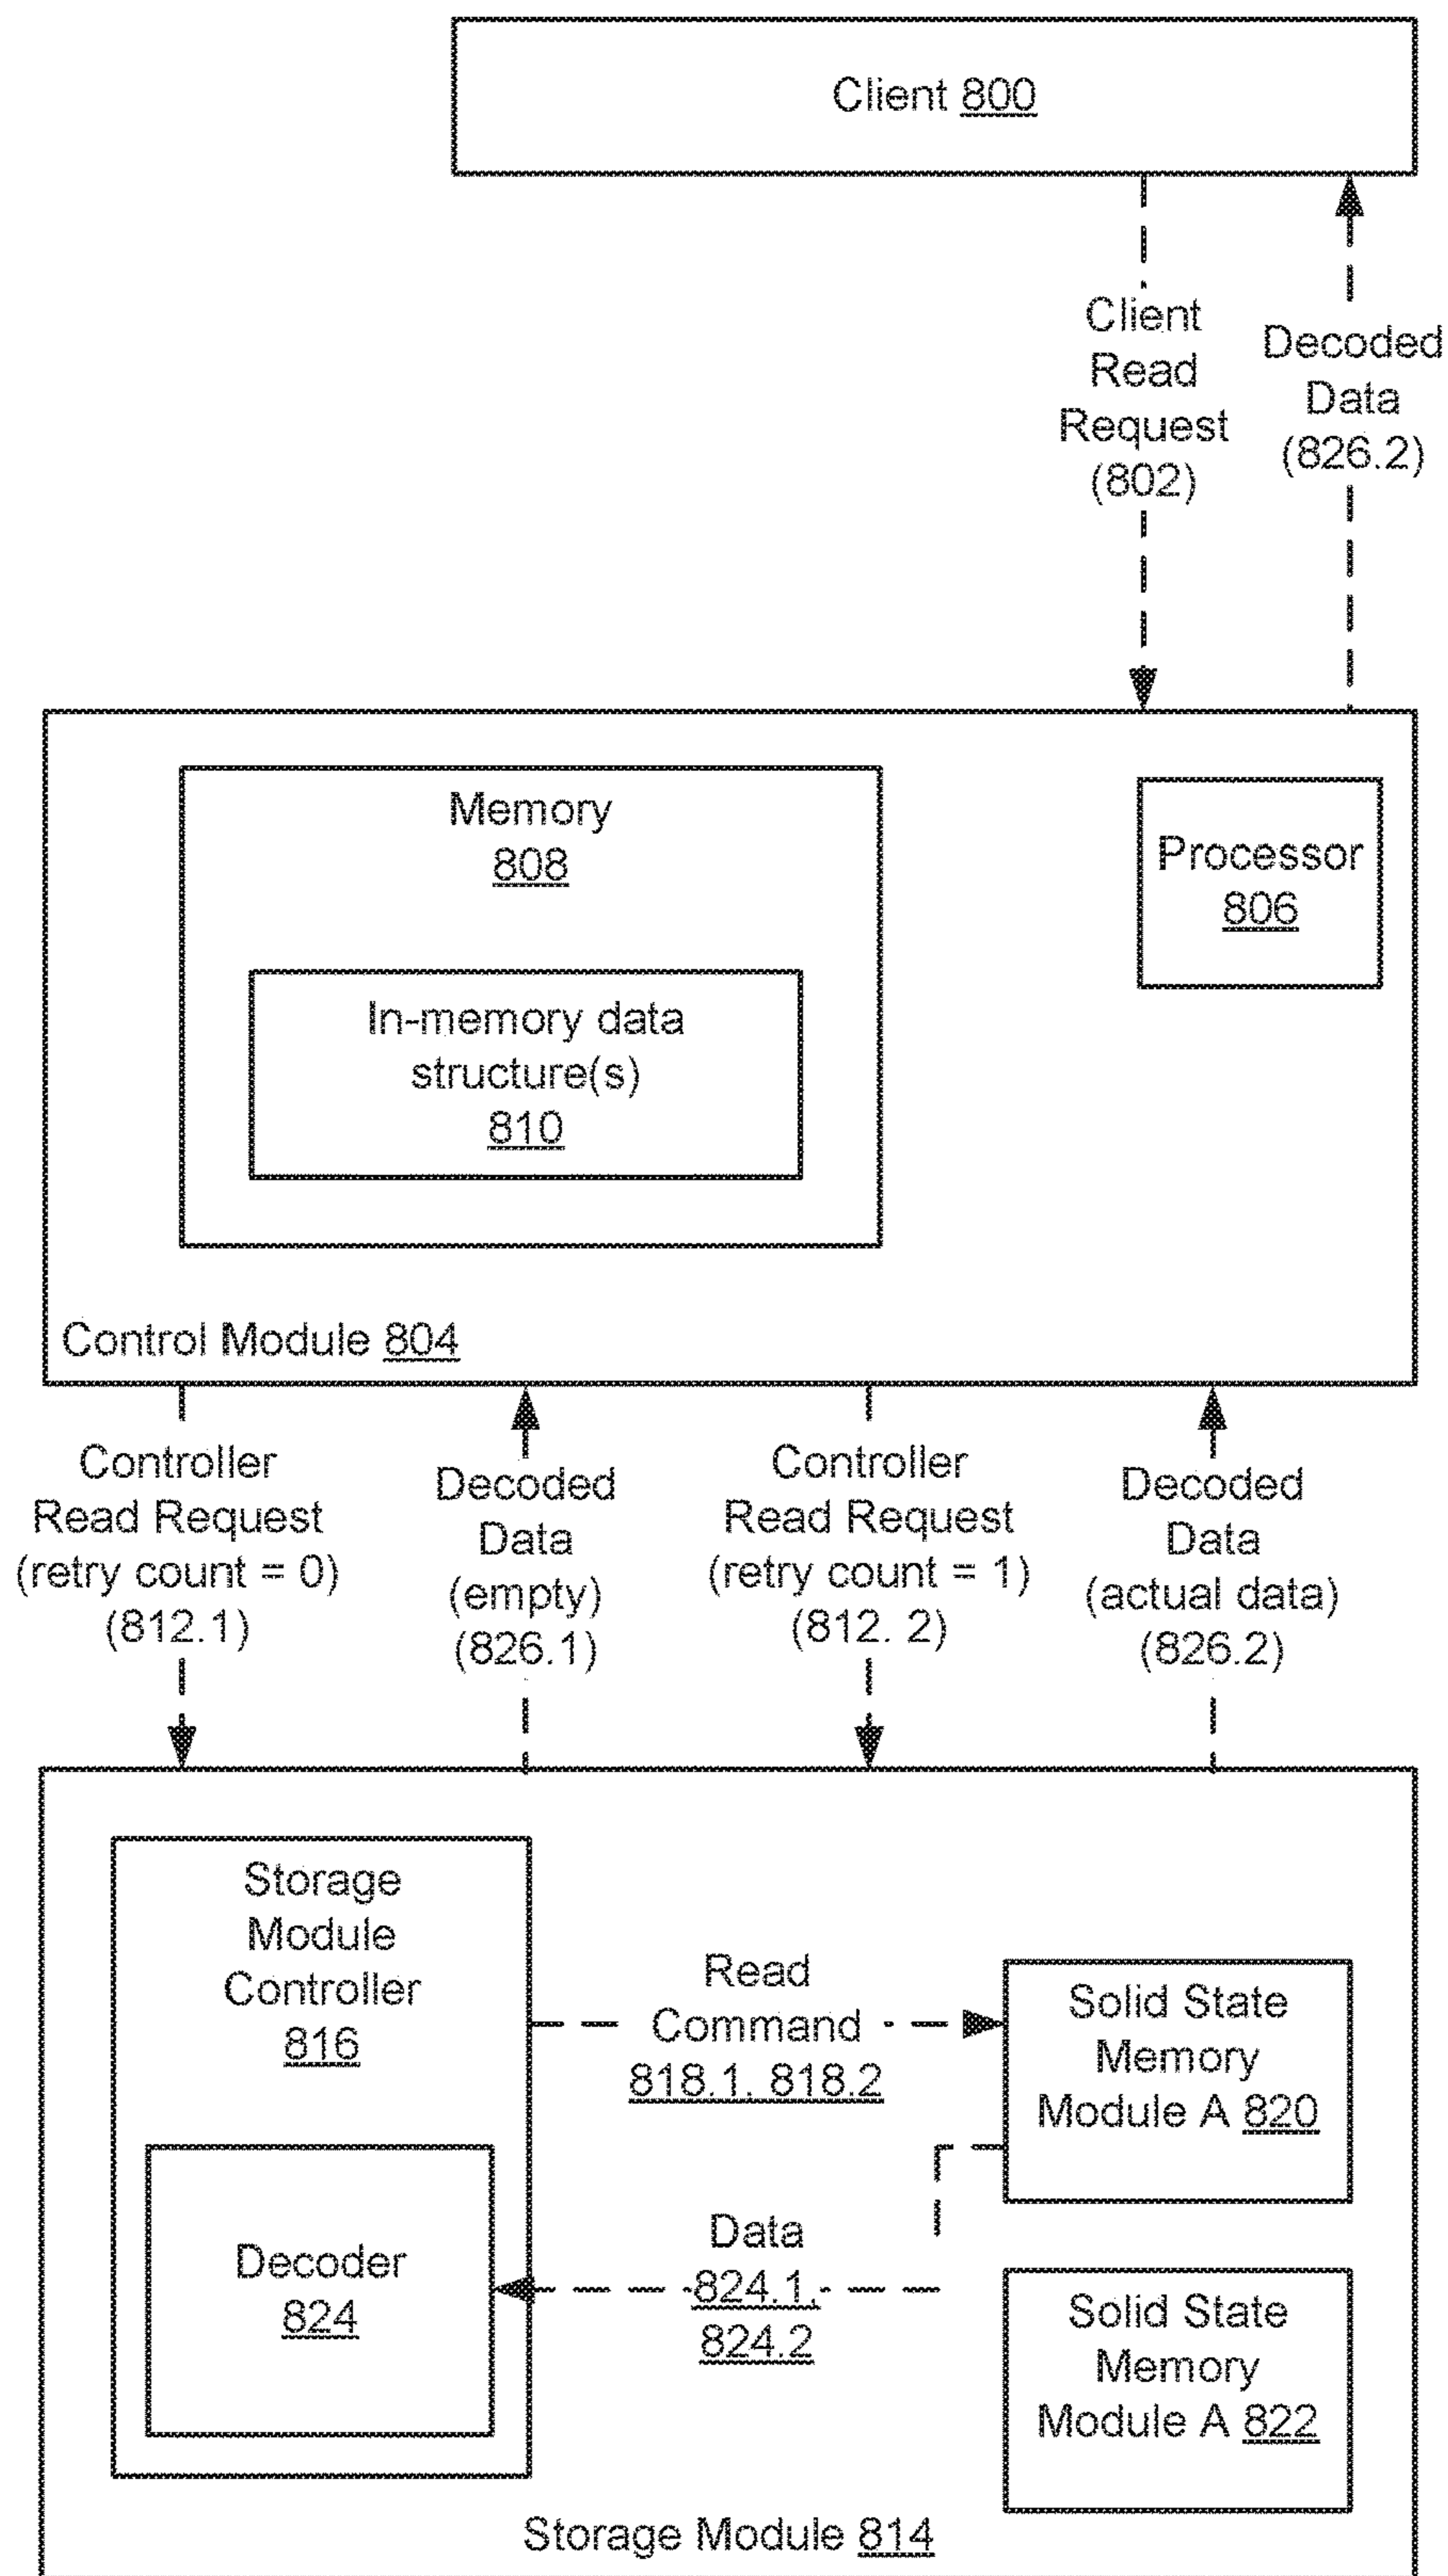 Client 800
Client
Read
Request
(802)
Decoded
Data
(826.2)
Memory
808
Processor
806
In-memory data
structure(s)
810
Control Module 804
Controller
Read Request
(retry count = 0)
(812.1)
Decoded
Data
(empty)
(826.1)
Controller
Read Request
(retry count = 1)
(812. 2)
Decoded
Data
(actual data)
(826.2)
Storage
Module
Controller
816
Read
Command
818.1. 818.2
Solid State
Memory
Module A 820
Decoder
824
Data
824.1,
824.2
Solid State
Memory
Module A 822
Storage Module 814